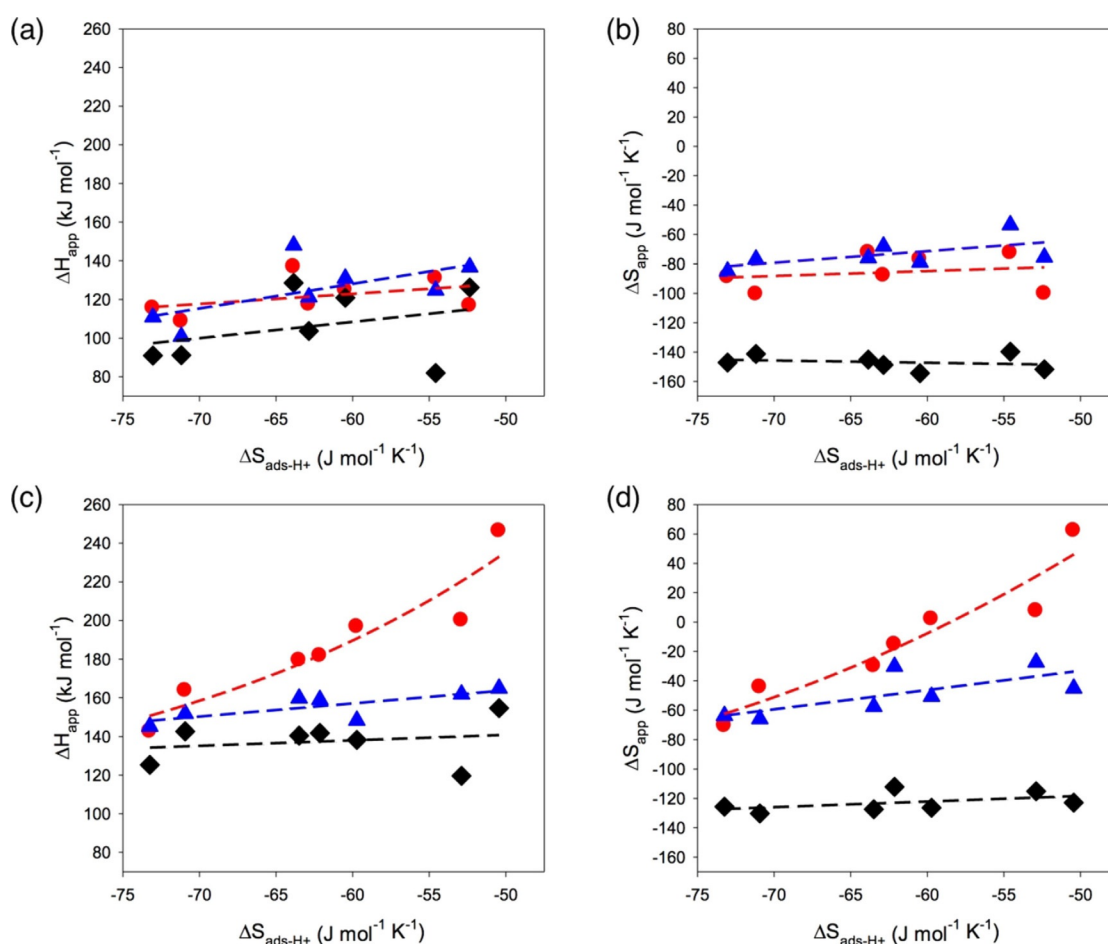 (a)
260
240
220
200
180
160
140
120
100
80
ΔH_app (kJ mol⁻¹)
-75 -70 -65 -60 -55 -50
ΔS_ads-H+ (J mol⁻¹ K⁻¹)
(b)
80
60
40
20
0
-20
-40
-60
-80
-100
-120
-140
-160
ΔS_app (J mol⁻¹ K⁻¹)
-75 -70 -65 -60 -55 -50
ΔS_ads-H+ (J mol⁻¹ K⁻¹)
(c)
260
240
220
200
180
160
140
120
100
80
ΔH_app (kJ mol⁻¹)
-75 -70 -65 -60 -55 -50
ΔS_ads-H+ (J mol⁻¹ K⁻¹)
(d)
80
60
40
20
0
-20
-40
-60
-80
-100
-120
-140
-160
ΔS_app (J mol⁻¹ K⁻¹)
-75 -70 -65 -60 -55 -50
ΔS_ads-H+ (J mol⁻¹ K⁻¹)